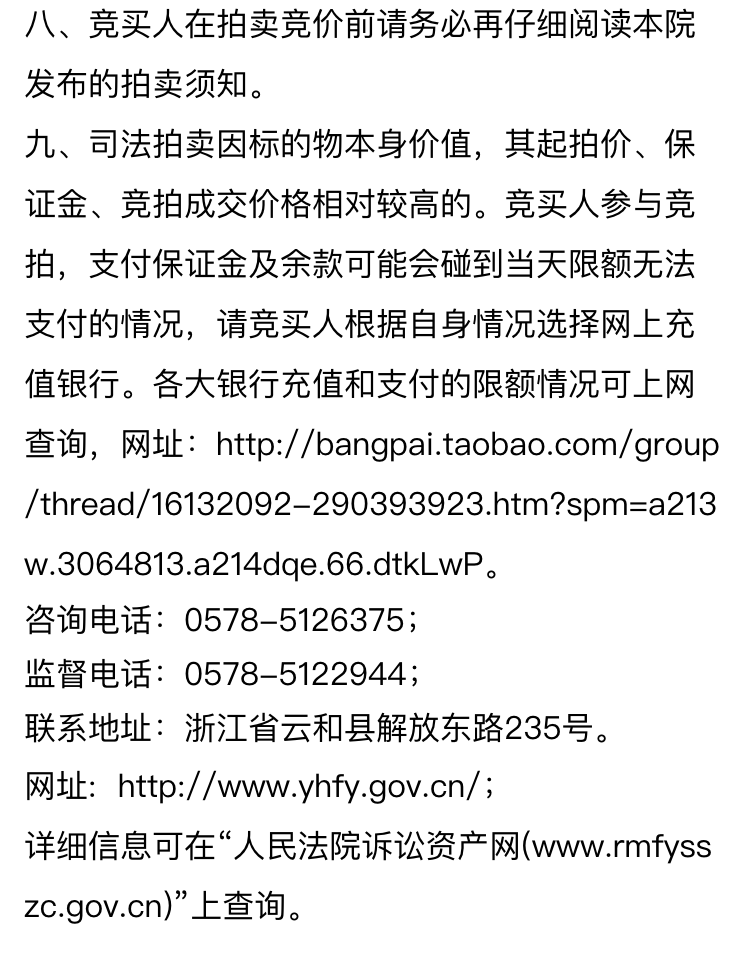 八、竞买人在拍卖竞价前请务必再仔细阅读本院
发布的拍卖须知。
九、司法拍卖因标的物本身价值，其起拍价、保
证金、竞拍成交价格相对较高的。竞买人参与竞
拍，支付保证金及余款可能会碰到当天限额无法
支付的情况，请竞买人根据自身情况选择网上充
值银行。各大银行充值和支付的限额情况可上网
查询，网址：http://bangpai.taobao.com/group
/thread/16132092-290393923.htm?spm=a213
w.3064813.a214dqe.66.dtkLwP。
咨询电话：0578-5126375；
监督电话：0578-5122944；
联系地址：浙江省云和县解放东路235号。
网址:  http://www.yhfy.gov.cn/；
详细信息可在“人民法院诉讼资产网(www.rmfyss
zc.gov.cn)”上查询。